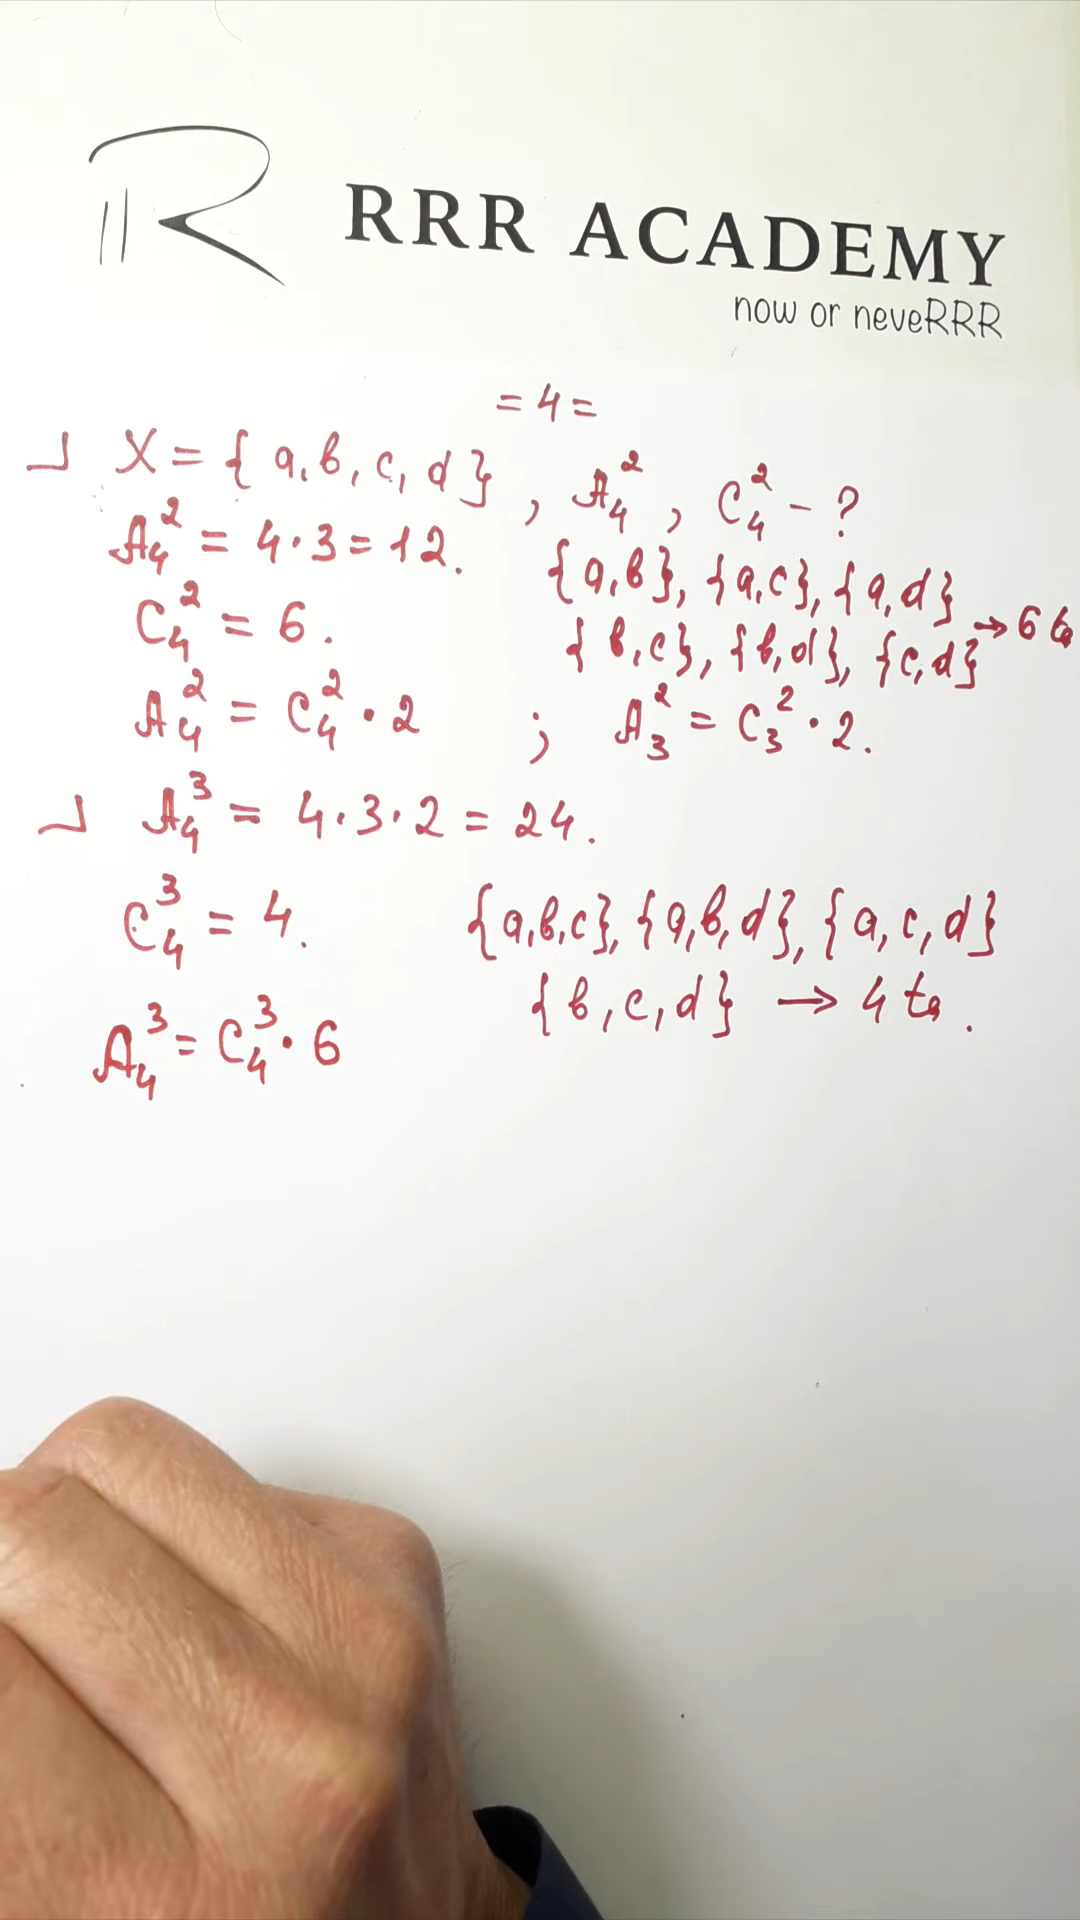 RRR ACADEMY
now or neveRRR
= 4 =
⅃ X = { a, b, c, d } , A₄² , C₄² - ?
A₄² = 4 · 3 = 12.
{a,b}, {a,c}, {a,d}
C₄² = 6 .
{b,c}, {b,d}, {c,d} → 6 ta
A₄² = C₄² · 2 ; A₃² = C₃² · 2 .
⅃ A₄³ = 4 · 3 · 2 = 24 .
C₄³ = 4 . {a,b,c}, {a,b,d}, {a,c,d}
{b,c,d} → 4 ta .
A₄³ = C₄³ · 6